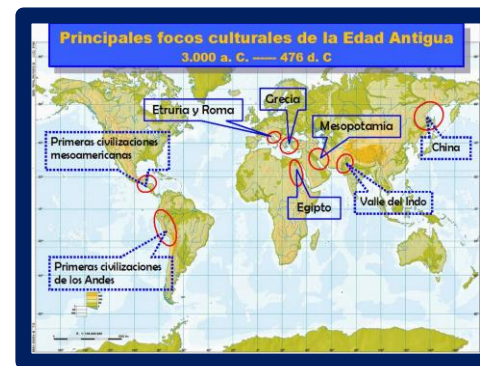 Principales focos culturales de la Edad Antigua
3.000 a. C. ----- 476 d. C
Grecia
Etruria y Roma
Mesopotamia
Primeras civilizaciones
mesoamericanas
China
Egipto
Valle del Indo
Primeras civilizaciones
de los Andes